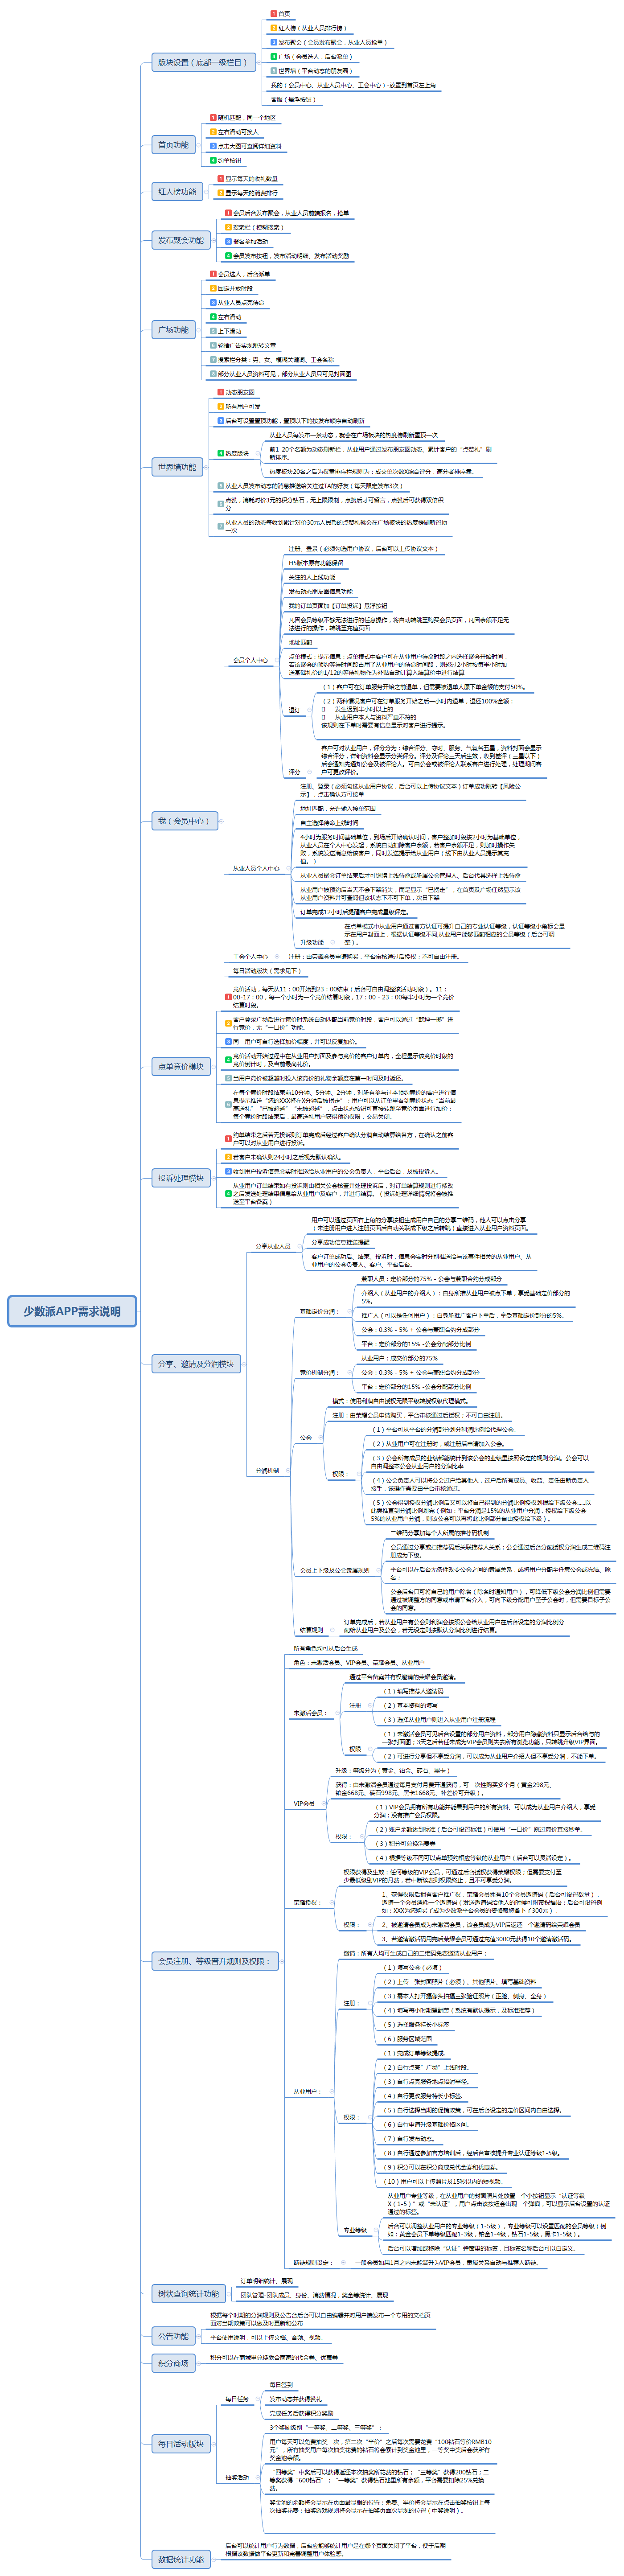 少数派APP需求说明
版块设置（底部一级栏目）
1 首页
2 红人榜（从业人员排行榜）
3 发布聚会（会员发布聚会，从业人员抢单）
4 广场（会员选人，后台派单）
5 世界墙（平台动态的朋友圈）
我的（会员中心、从业人员中心、工会中心）-放置到首页左上角
客服（悬浮按钮）
首页功能
1 随机匹配，同一个地区
2 左右滑动可换人
3 点击大图可查阅详细资料
4 约单按钮
红人榜功能
1 显示每天的收礼数量
2 显示每天的消费排行
发布聚会功能
1 会员后台发布聚会，从业人员前端报名，抢单
2 搜索栏（模糊搜索）
3 报名参加活动
4 会员发布按钮，发布活动明细、发布活动奖励
广场功能
1 会员选人，后台派单
2 固定开放时段
3 从业人员点亮待命
4 左右滑动
5 上下滑动
6 轮播广告实现跳转文章
7 搜索栏分类：男、女、模糊关键词、工会名称
8 部分从业人员资料可见，部分从业人员只可见封面图
世界墙功能
1 动态朋友圈
2 所有用户可发
3 后台可设置置顶功能，置顶以下的按发布顺序自动刷新
4 热度版块
从业人员每发布一条动态，就会在广场板块的热度榜刷新置顶一次
前1-20个名额为动态刷新栏，从业用户通过发布朋友圈动态、累计客户的“点赞礼”刷
新排序。
热度板块20名之后为权重排序栏规则为：成交单次数X综合评分，高分者排序靠。
5 从业人员发布动态的消息推送给关注过TA的好友（每天限定发布3次）
6 点赞，消耗对价3元的积分钻石，无上限限制，点赞后才可留言，点赞后可获得双倍积
分
7 从业人员的动态每收到累计对价30元人民币的点赞礼就会在广场板块的热度榜刷新置顶
一次
我（会员中心）
会员个人中心
注册、登录（必须勾选用户协议，后台可以上传协议文本）
H5版本原有功能保留
关注的人上线功能
发布动态朋友圈信息功能
我的订单页面加【订单投诉】悬浮按钮
凡因会员等级不够无法进行的任意操作，将自动转跳至购买会员页面，凡因余额不足无
法进行的操作，转跳至充值页面
地址匹配
点单模式：提示信息：点单模式中客户可在从业用户待命时段之内选择聚会开始时间，
若该聚会的预约等待时间段占用了从业用户的待命时间段，则超过2小时按每半小时加
送基础礼价的1/12的等待礼物作为补贴自动计算入结算价中进行结算
退订
（1）客户可在订单服务开始之前退单，但需要被退单人原下单金额的支付50%。
（2）两种情况客户可在订单服务开始之后一小时内退单，退还100%金额：
发生迟到半小时以上的
从业用户本人与资料严重不符的
该规则在下单时需要有信息显示对客户进行提示。
评分
客户可对从业用户，评分分为：综合评分、守时、服务、气氛各五星，资料封面会显示
综合评分，详细资料会显示分类评分。评分及评论三天后生效，收到差评（三星以下）
后会通知先通知公会及被评论人。可由公会或被评论人联系客户进行处理，处理期间客
户可更改评价。
从业人员个人中心
注册、登录（必须勾选从业用户协议，后台可以上传协议文本）订单成功跳转【风险公
示】，点击确认方可接单
地址匹配，允许输入接单范围
自主选择待命上线时间
4小时为服务时间基础单位，到场后开始确认时间，客户整加时段按2小时为基础单位，
从业人员在个人中心发起，系统自动扣除客户余额，若客户余额不足，则加时操作失
败，系统发送消息给该客户，同时发送提示给从业用户（线下由从业人员提示其充
值。）
从业人员聚会订单结束后才可继续上线待命或所属公会管理人、后台代其选择上线待命
从业用户被预约后当天不会下架消失，而是显示“已拐走”，在首页及广场任然显示该
从业用户资料并可查阅但该状态下不可下单，次日下架
订单完成12小时后提醒客户完成星级评定。
升级功能
在点单模式中从业用户通过官方认证可提升自己的专业认证等级，认证等级小角标会显
示在用户封面上，根据认证等级不同,从业用户能够匹配相应的会员等级（后台可调
整）。
工会个人中心
注册：由荣耀会员申请购买，平台审核通过后授权；不可自由注册。
每日活动版块（需求见下）
点单竞价模块
1 竞价活动，每天从11：00开始到23：00结束（后台可自由调整该活动时段）。11：
00-17：00，每一个小时为一个竞价结算时段，17：00 - 23：00每半小时为一个竞价
结算时段。
2 客户登录广场后进行竞价时系统自动匹配当前竞价时段，客户可以通过“乾坤一掷”进
行竞价，无“一口价”功能。
3 同一用户可自行选择加价幅度，并可以反复加价。
4 竞价活动开始过程中在从业用户封面及参与竞价的客户订单内，全程显示该竞价时段的
竞价倒计时，及当前最高礼价。
5 当用户竞价被超越时投入该竞价的礼物余额度在第一时间及时返还。
6 在每个竞价时段结束前10分钟、5分钟、2分钟，对所有参与过本预约竞价的客户进行信
息提示推送“您的XXX将在X分钟后被拐走”；用户可以从订单里看到竞价状态“当前最
高送礼”“已被超越”“未被超越”，点击状态按钮可直接转跳至竞价页面进行加价；
每个竞价时段结束后，最高送礼用户获得预约权限，交易关闭。
投诉处理模块
1 约单结束之后若无投诉则订单完成后经过客户确认分润自动结算给各方，在确认之前客
户可以对从业用户进行投诉。
2 若客户未确认则24小时之后视为默认确认。
3 收到用户投诉信息会实时推送给从业用户的公会负责人，平台后台，及被投诉人。
4 从业用户订单结束如有投诉则由相关公会核查并处理投诉后，对订单结算规则进行修改
之后发送处理结果信息给从业用户及客户，并进行结算。（投诉处理详细情况将会被推
送至平台备案）
分享、邀请及分润模块
分享从业人员
用户可以通过页面右上角的分享按钮生成用户自己的分享二维码，他人可以点击分享
（未注册用户进入注册页面后自动关联成下级之后转跳）直接进入从业用户资料页面。
分享成功信息推送提醒
客户订单成功后、结束、投诉时，信息会实时分别推送给与该事件相关的从业用户、从
业用户的公会负责人、客户、平台后台。
分润机制
基础定价分润：
兼职人员：定价部分的75% - 公会与兼职合约分成部分
介绍人（从业用户的介绍人）：自身所推从业用户被点下单，享受基础定价部分的
5%。
推广人（可以是任何用户）：自身所推广客户下单后，享受基础定价部分的5%。
公会：0.3% - 5% + 公会与兼职合约分成部分
平台：定价部分的15% -公会分配部分比例
竞价机制分润：
从业用户：成交价部分的75%
公会：0.3% - 5% + 公会与兼职合约分成部分
平台：定价部分的15% -公会分配部分比例
公会
模式：使用利润自由授权无限平级转授权级代理模式。
注册：由荣耀会员申请购买，平台审核通过后授权；不可自由注册。
权限：
（1）平台可从平台的分润部分划分利润比例给代理公会。
（2）从业用户可在注册时，或注册后申请加入公会。
（3）公会所有成员的业绩都能统计到该公会的业绩里按照设定的规则分润。公会可以
自由调整本公会从业用户的分润比率
（4）公会负责人可以将公会过户给其他人，过户后所有成员、收益、责任由新负责人
接手，该操作需要由平台审核通过。
（5）公会得到授权分润比例后又可以将自己得到的分润比例授权划拨给下级公会……以
此类推直到分润比例划完（例如：平台分润是15%的从业用户分润，授权给下级公会
5%的从业用户分润，则该公会可以再将此比例部分自由授权给下级）。
会员上下级及公会隶属规则
二维码分享加每个人所属的推荐码机制
会员通过分享或扫推荐码后关联推荐人关系；公会通过后台分配授权分润生成二维码注
册成为下级。
平台可以在后台无条件改变公会之间的隶属关系，或将用户分配至任意公会或冻结、除
名；
公会后台只可将自己的用户除名（除名时通知用户），可降低下级公会分润比例但需要
通过被调整方的同意或申请平台介入，可向下级分配用户至子公会时，但需要目标子公
会的同意。
结算规则
订单完成后，若从业用户有公会则利润会按照公会给从业用户在后台设定的分润比例分
配给从业用户及公会，若无设定则按默认分润比例进行结算。
会员注册、等级晋升规则及权限：
所有角色均可从后台生成
角色：未激活会员、VIP会员、荣耀会员、从业用户
未激活会员：
通过平台备案并有权邀请的荣耀会员邀请。
注册
（1）填写推荐人邀请码
（2）基本资料的填写
（3）选择从业用户则进入从业用户注册流程
权限
（1）未激活会员可见后台设置的部分用户资料，部分用户隐藏资料只显示后台给与的
一张封面图；3天之后若任未成为VIP会员则失去所有浏览功能，只转跳升级VIP界面。
（2）可进行分享但不享受分润，可以成为从业用户介绍人但不享受分润，不能下单。
VIP会员
升级：等级分为（黄金、铂金、砖石、黑卡）
获得：由未激活会员通过每月支付月费开通获得，可一次性购买多个月（黄金298元、
铂金668元、砖石998元、黑卡1668元、补差价可升级）。
权限：
（1）VIP会员拥有所有功能并能看到用户的所有资料、可以成为从业用户介绍人，享受
分润；没有推广会员权限。
（2）账户余额达到标准（后台可设置标准）可使用“一口价”跳过竞价直接秒单。
（3）积分可兑换消费券
（4）根据等级不同可以点单预约相应等级的从业用户（后台可以灵活设定）。
荣耀授权：
权限获得及生效：任何等级的VIP会员，可通过后台授权获得荣耀权限；但需要支付至
少最低级别VIP的月费，若中断续费则权限终止，且不可享受分润。
权限：
1、获得权限后拥有客户推广权，荣耀会员拥有10个会员邀请码（后台可设置数量），
邀请一个会员消耗一个邀请码（发送邀请码给他人的时候可附带祝福语；后台可设置例
如：XXX为您购买了成为少数派平台会员的资格帮您省下了300元），
2、被邀请会员成为未激活会员，该会员成为VIP后返还一个邀请码给荣耀会员
3、若邀请激活码用完后荣耀会员可通过充值3000元获得10个邀请激活码。
从业用户：
邀请：所有人均可生成自己的二维码免费邀请从业用户；
注册：
（1）填写公会（必填）
（2）上传一张封面照片（必须）、其他照片、填写基础资料
（3）需本人打开摄像头拍摄三张验证照片（正脸、侧身、全身）
（4）填写每小时期望酬劳（系统有默认提示，及标准推荐）
（5）选择服务特长小标签
（6）服务区域范围
权限：
（1）完成订单等级提成.
（2）自行点亮”广场”上线时段。
（3）自行点亮服务地点辐射半径。
（4）自行更改服务特长小标签.
（5）自行选择当期的促销政策，可在后台设定的定价区间内自由选择。
（6）自行申请升级基础价格区间。
（7）自行发布动态。
（8）自行通过参加官方培训后，经后台审核提升专业认证等级1-5级。
（9）积分可以在积分商成兑代金券和优惠券。
（10）用户可以上传照片及15秒以内的短视频。
专业等级
从业用户专业等级，在从业用户的封面照片处放置一个小按钮显示“认证等级
X（1-5）”或“未认证”，用户点击该按钮会出现一个弹窗，可以显示后台设置的认证
通过的标签。
后台可以调整从业用户的专业等级（1-5级），专业等级可以设置匹配的会员等级（例
如：黄金会员下单等级匹配1-3级，铂金1-4级，钻石1-5级，黑卡1-5级）。
后台可以增加或移除“认证”弹窗里的标签，且标签名称后台可以自定义。
断链规则设定：
一般会员如果1月之内未能晋升为VIP会员，隶属关系自动与推荐人断链。
树状查询统计功能
订单明细统计、展现
团队管理-团队成员、身份、消费情况，奖金等统计、展现
公告功能
根据每个时期的分润规则及公告台后台可以自由编辑并对用户端发布一个专用的文档页
面对当期政策可以做及时更新和公布
平台使用说明，可以上传文档、音频、视频。
积分商场
积分可以在商城里兑换联合商家的代金券、优惠券
每日活动版块
每日任务
每日签到
发布动态并获得赞礼
完成任务后获得积分奖励
抽奖活动
3个奖励级别“一等奖、二等奖、三等奖”；
用户每天可以免费抽奖一次，第二次“半价”之后每次需要花费“100钻石等价RMB10
元”，所有抽奖用户每次抽奖花费的钻石将会累计到奖金池里，一等奖中奖后会获所有
奖金池余额。
“四等奖”中奖后可以获得返还本次抽奖所花费的钻石；“三等奖”获得200钻石；二
等奖获得“600钻石”；“一等奖”获得钻石池里所有余额，平台需要扣除25%兑换
费。
奖金池的余额将会显示在页面最显眼的位置；免费、半价将会显示在点击抽奖按钮上每
次抽奖花费；抽奖游戏规则将会显示在抽奖页面次显现的位置（中奖说明）。
数据统计功能
后台可以统计用户行为数据，后台应能够统计用户是在哪个页面关闭了平台，便于后期
根据该数据做平台更新和完善调整用户体验感。